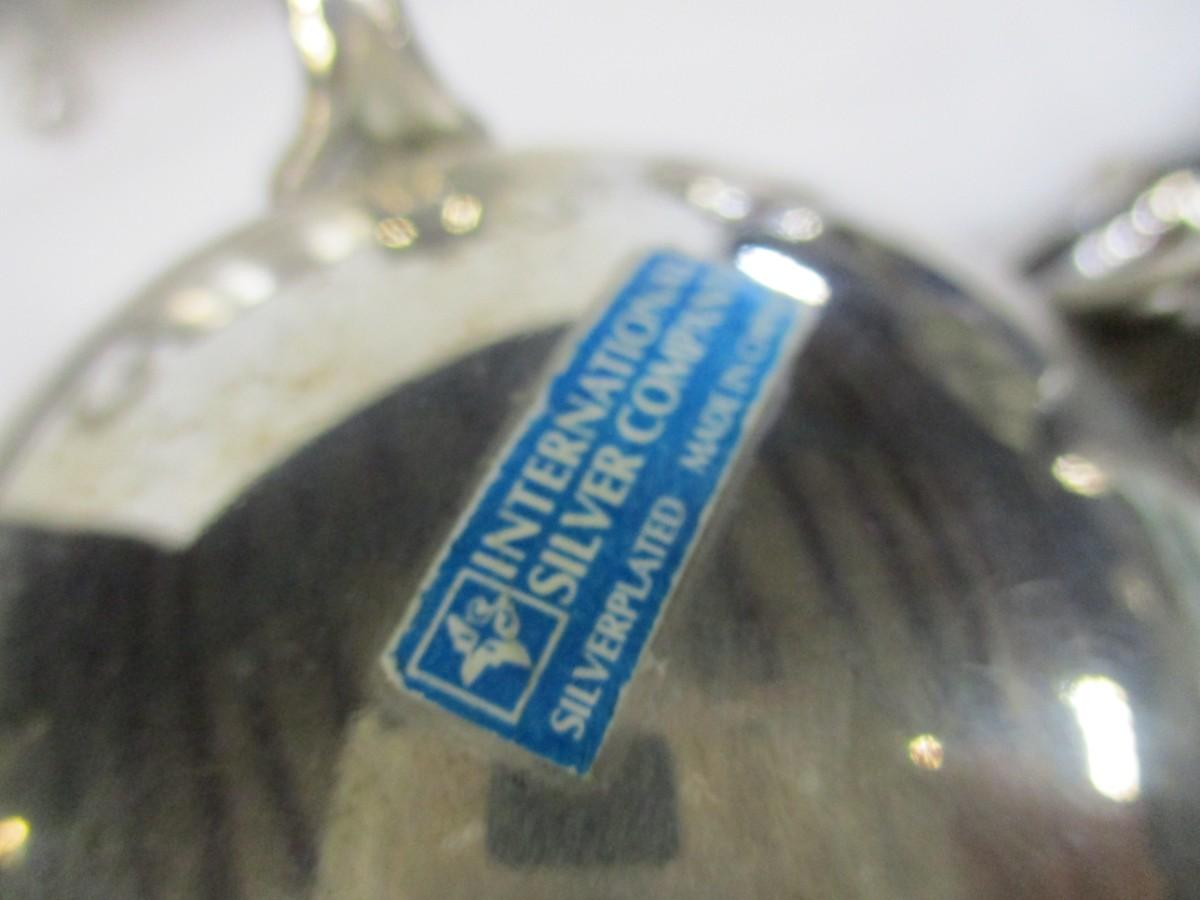 INTERNATIONAL
SILVER COMPANY
SILVERPLATED MADE IN CHINA